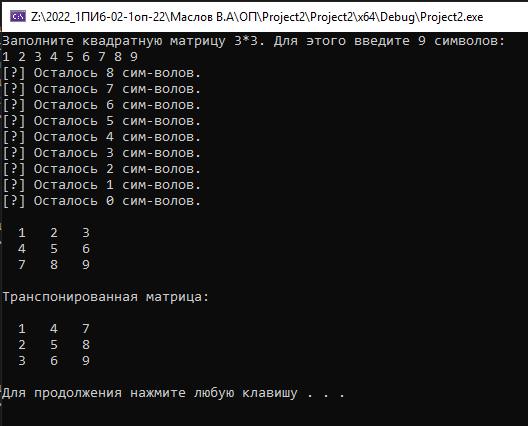 Z:\2022_1ПИб-02-1оп-22\Маслов В.А\ОП\Project2\Project2\x64\Debug\Project2.exe
Заполните квадратную матрицу 3*3. Для этого введите 9 символов:
1 2 3 4 5 6 7 8 9
[?] Осталось 8 сим-волов.
[?] Осталось 7 сим-волов.
[?] Осталось 6 сим-волов.
[?] Осталось 5 сим-волов.
[?] Осталось 4 сим-волов.
[?] Осталось 3 сим-волов.
[?] Осталось 2 сим-волов.
[?] Осталось 1 сим-волов.
[?] Осталось 0 сим-волов.
1 2 3
4 5 6
7 8 9
Транспонированная матрица:
1 4 7
2 5 8
3 6 9
Для продолжения нажмите любую клавишу . . .